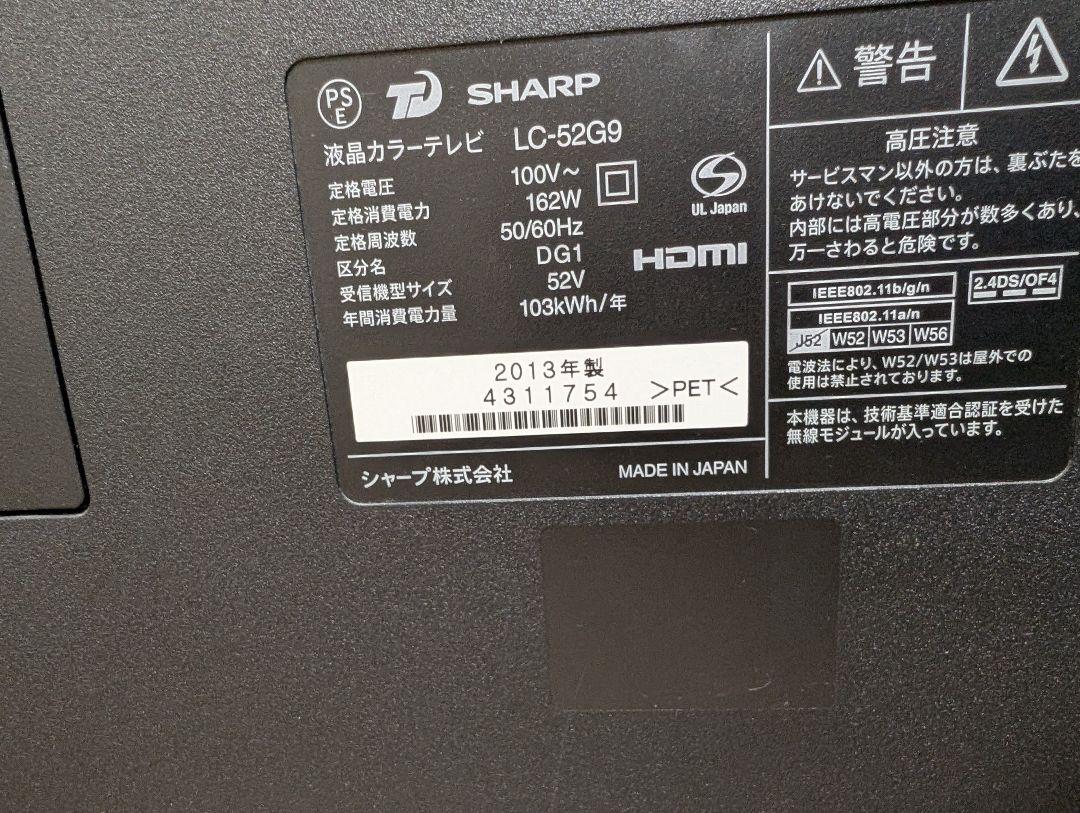 PS
E
SHARP
液晶カラーテレビ LC-52G9
定格電圧 100V～
定格消費電力 162W
定格周波数 50/60Hz
区分名 DG1
受信機型サイズ 52V
年間消費電力量 103kWh/年
UL Japan
HDMI
2013年製
4311754 >PET<
シャープ株式会社 MADE IN JAPAN
警告
高圧注意
サービスマン以外の方は、裏ぶたを
あけないでください。
内部には高電圧部分が数多くあり、
万一さわると危険です。
IEEE802.11b/g/n 2.4DS/OF4
IEEE802.11a/n
J52 W52 W53 W56
電波法により、W52/W53は屋外での
使用は禁止されております。
本機器は、技術基準適合認証を受けた
無線モジュールが入っています。